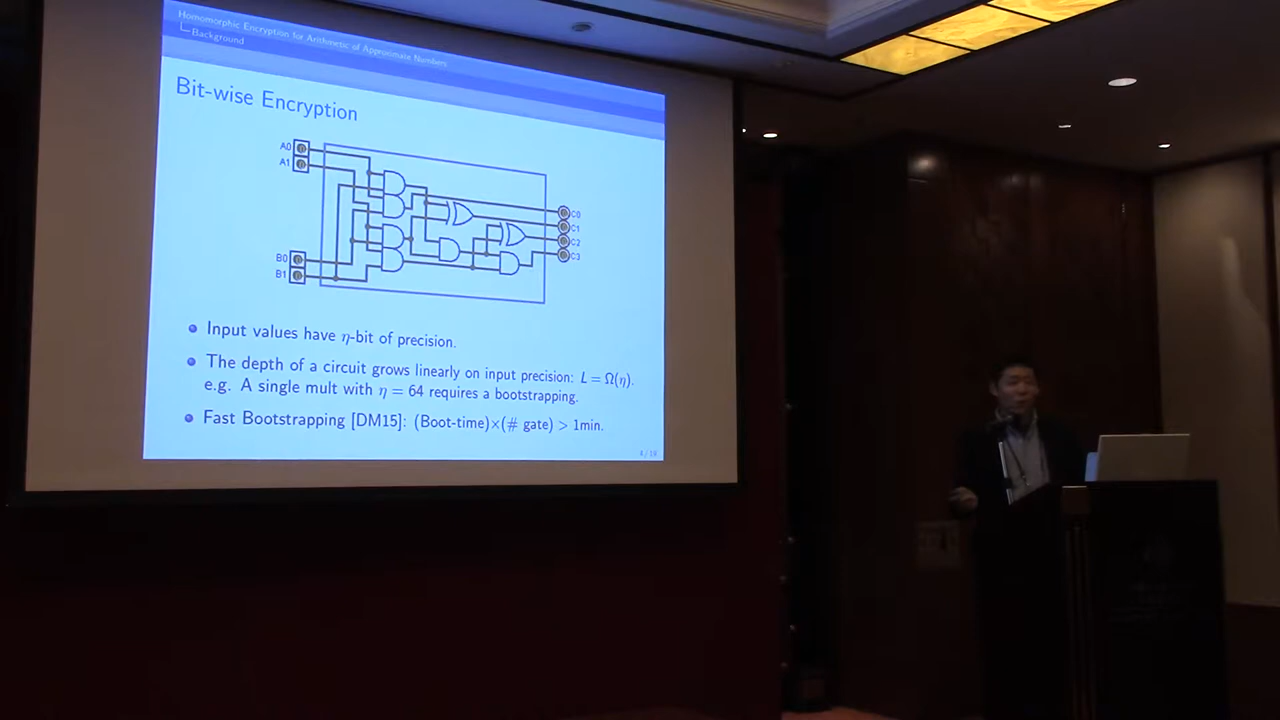 Homomorphic Encryption for Arithmetic of Approximate Numbers
Background
Bit-wise Encryption
A0
A1
B0
B1
C0
C1
C2
C3
Input values have η-bit of precision.
The depth of a circuit grows linearly on input precision: L = Ω(η).
e.g. A single mult with η = 64 requires a bootstrapping.
Fast Bootstrapping [DM15]: (Boot-time)×(# gate) > 1min.